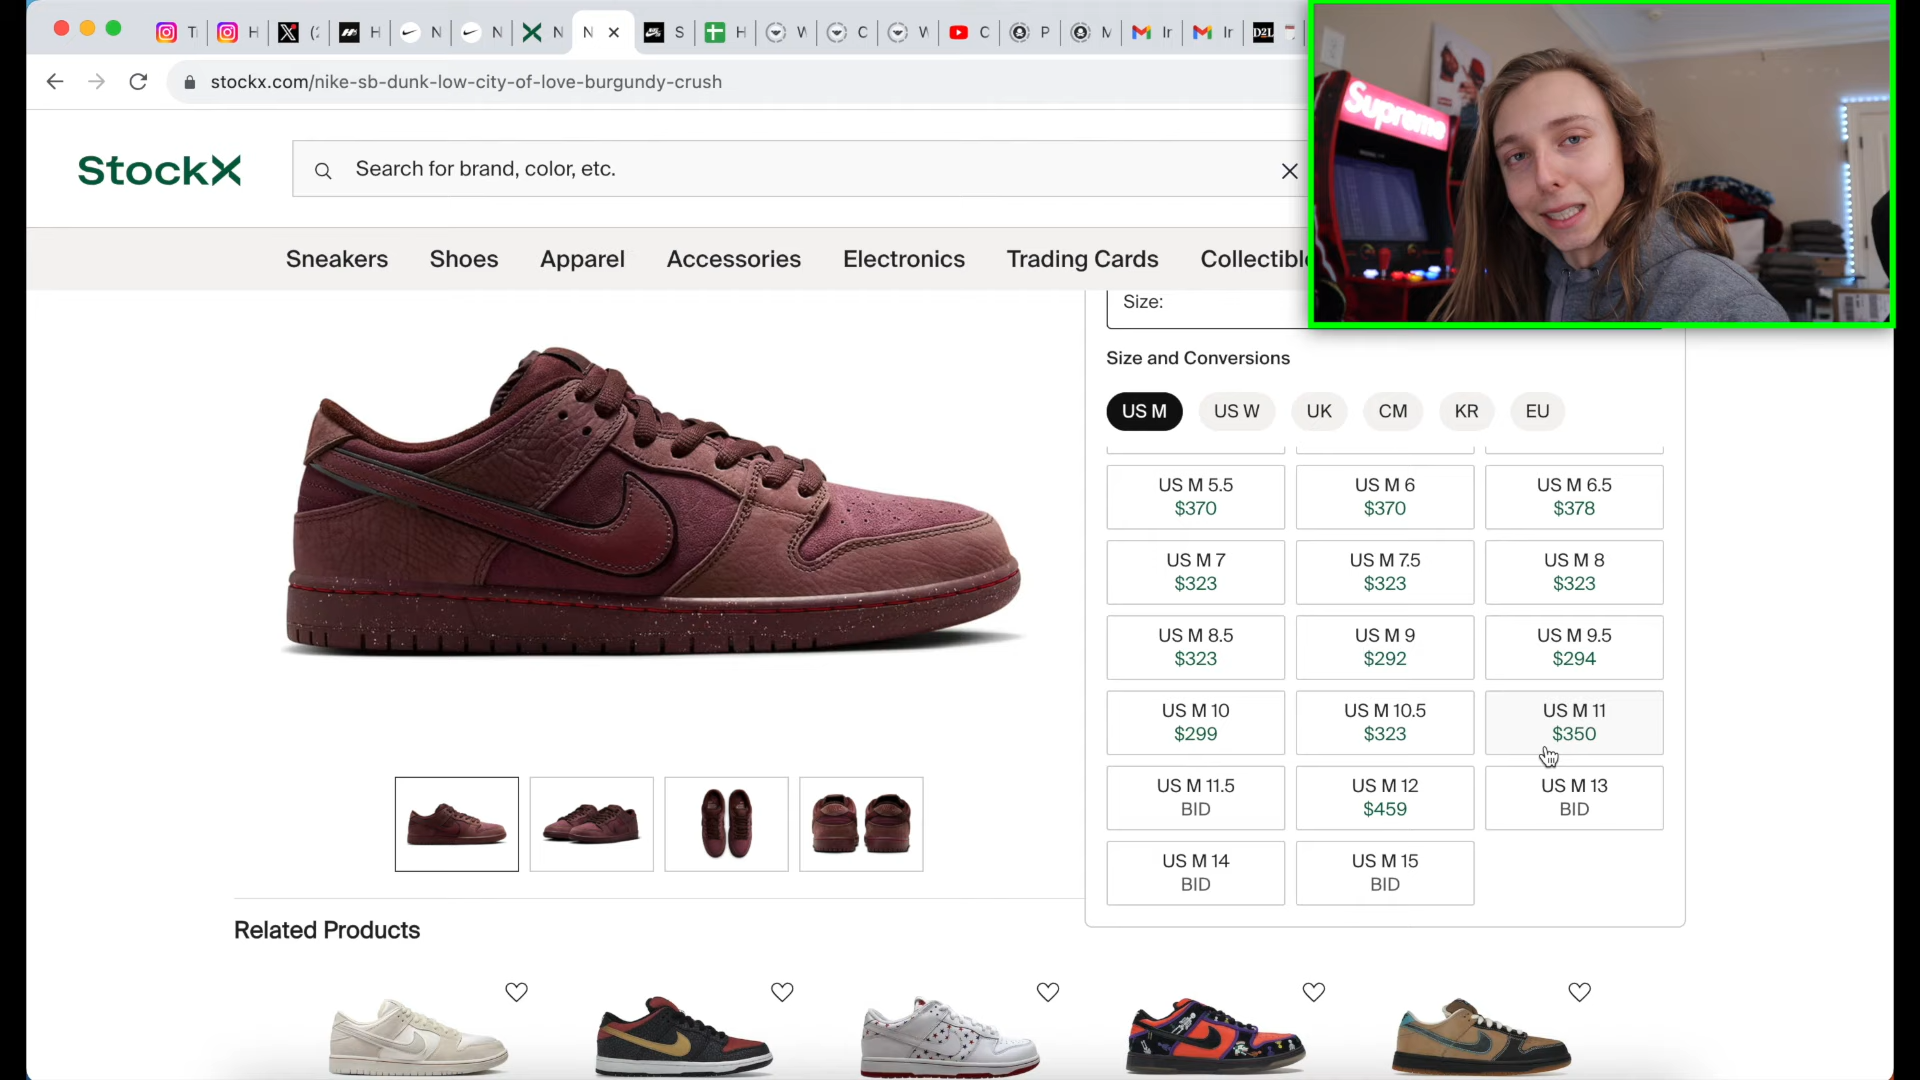 stockx.com/nike-sb-dunk-low-city-of-love-burgundy-crush
StockX
Search for brand, color, etc.
Supreme
Sneakers Shoes Apparel Accessories Electronics Trading Cards Collectibl
Size:
Size and Conversions
US M US W UK CM KR EU
US M 5.5 US M 6 US M 6.5
$370 $370 $378
US M 7 US M 7.5 US M 8
$323 $323 $323
US M 8.5 US M 9 US M 9.5
$323 $292 $294
US M 10 US M 10.5 US M 11
$299 $323 $350
US M 11.5 US M 12 US M 13
BID $459 BID
US M 14 US M 15
BID BID
Related Products